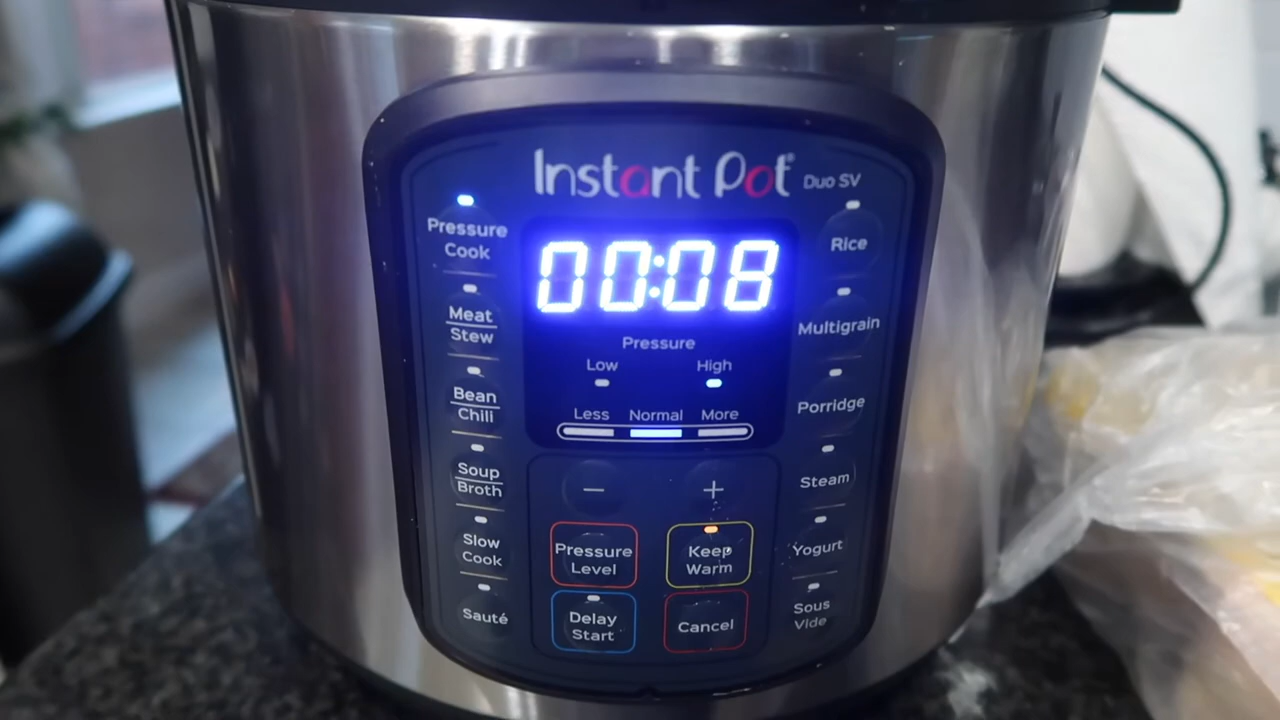 Instant Pot® Duo SV
Pressure
Cook
Meat
Stew
Bean
Chili
Soup
Broth
Slow
Cook
Sauté
00:08
Pressure
Low High
Less Normal More
− +
Pressure
Level
Keep
Warm
Delay
Start
Cancel
Rice
Multigrain
Porridge
Steam
Yogurt
Sous
Vide